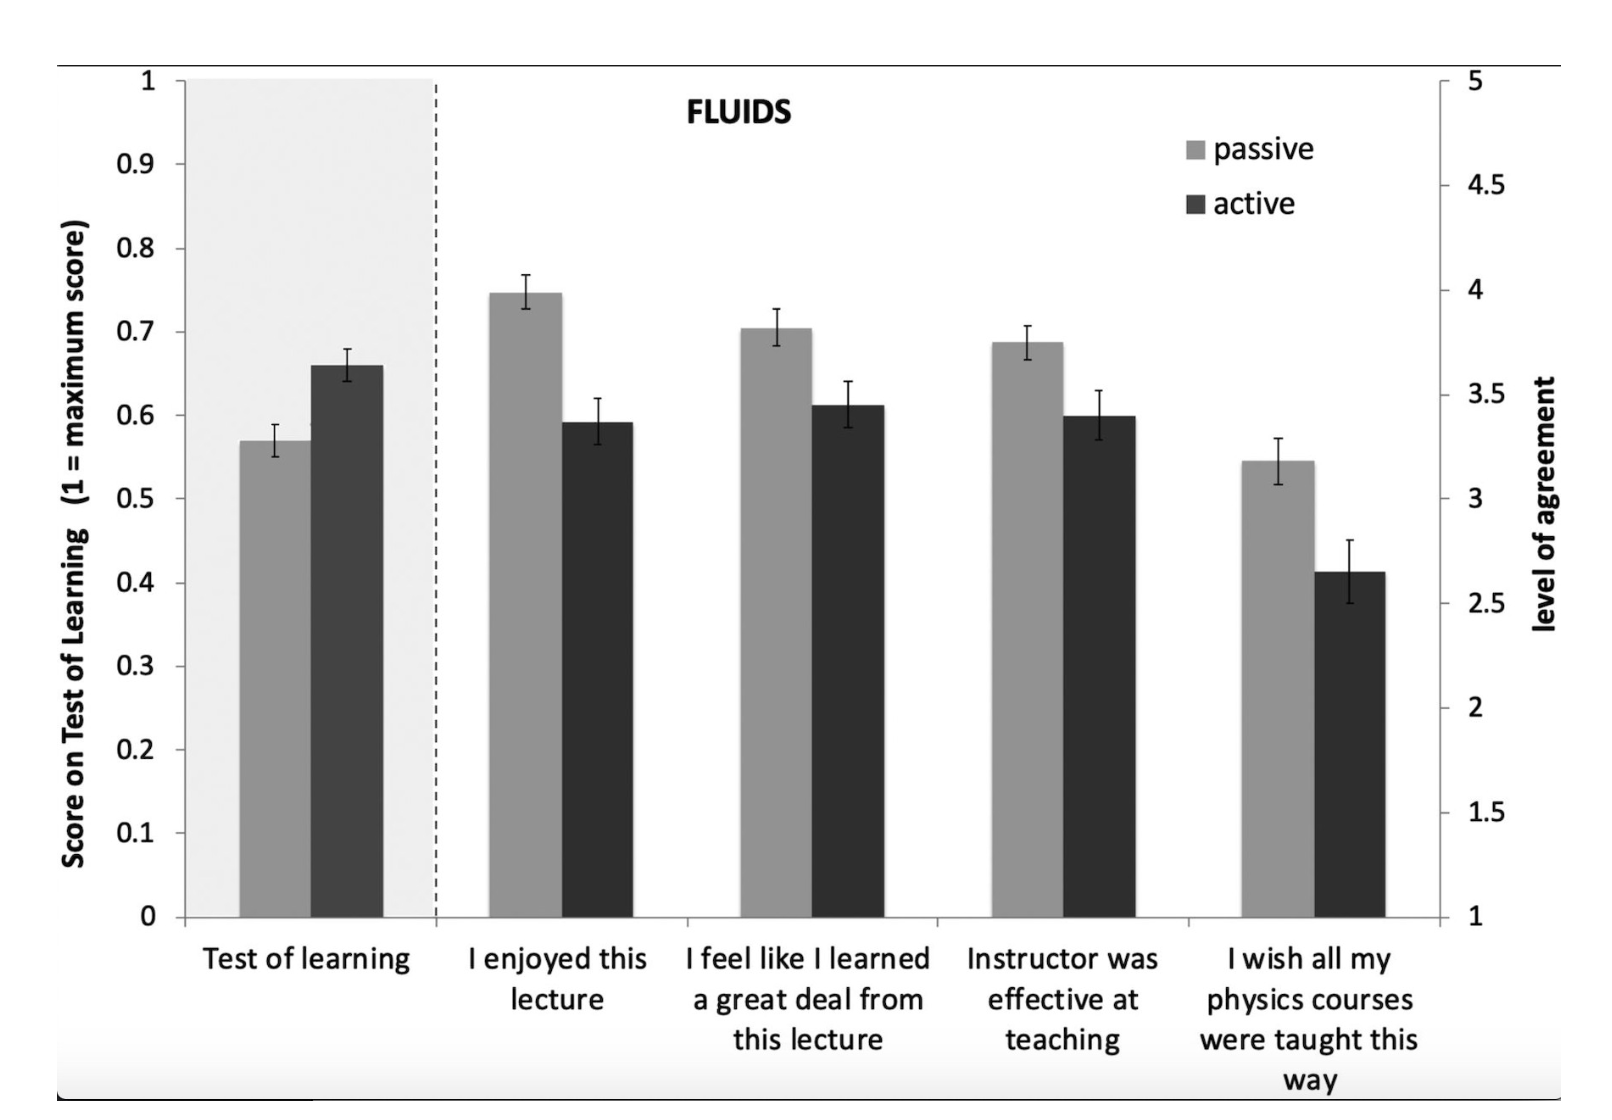 FLUIDS
passive
active
Score on Test of Learning (1 = maximum score)
1
0.9
0.8
0.7
0.6
0.5
0.4
0.3
0.2
0.1
0
5
4.5
4
3.5
3
2.5
2
1.5
1
level of agreement
Test of learning
I enjoyed this
lecture
I feel like I learned
a great deal from
this lecture
Instructor was
effective at
teaching
I wish all my
physics courses
were taught this
way